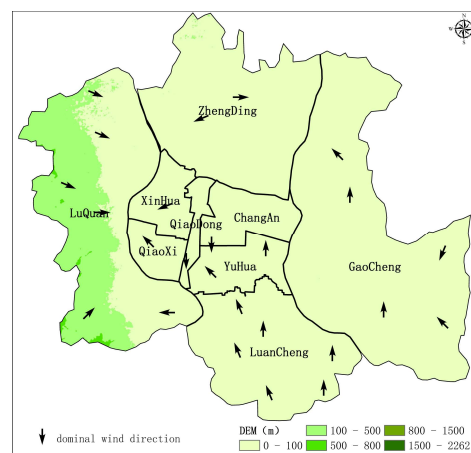 N
W
S
ZhengDing
XinHua
QiaoDong
ChangAn
LuQuan
QiaoXi
YuHua
GaoCheng
LuanCheng
dominal wind direction
DEM (m)
0 - 100
100 - 500
500 - 800
800 - 1500
1500 - 2262